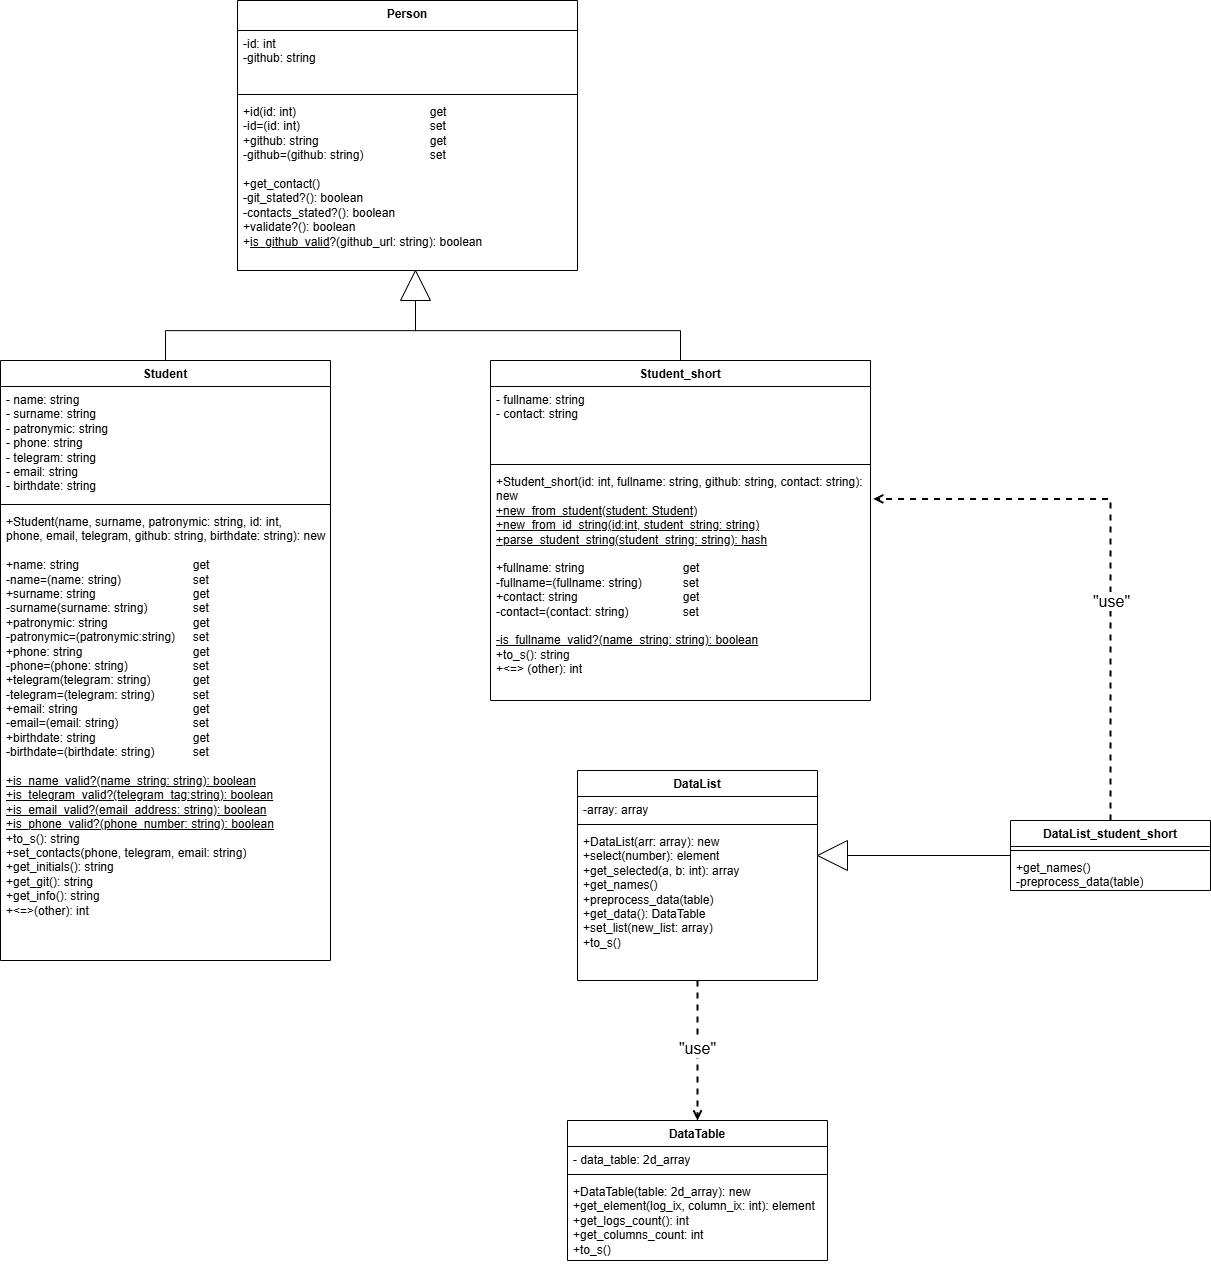 Person
-id: int
-github: string
+id(id: int) get
-id=(id: int) set
+github: string get
-github=(github: string) set
+get_contact()
-git_stated?(): boolean
-contacts_stated?(): boolean
+validate?(): boolean
+is_github_valid?(github_url: string): boolean
Student
- name: string
- surname: string
- patronymic: string
- phone: string
- telegram: string
- email: string
- birthdate: string
+Student(name, surname, patronymic: string, id: int,
phone, email, telegram, github: string, birthdate: string): new
+name: string get
-name=(name: string) set
+surname: string get
-surname(surname: string) set
+patronymic: string get
-patronymic=(patronymic:string) set
+phone: string get
-phone=(phone: string) set
+telegram(telegram: string) get
-telegram=(telegram: string) set
+email: string get
-email=(email: string) set
+birthdate: string get
-birthdate=(birthdate: string) set
+is_name_valid?(name_string: string): boolean
+is_telegram_valid?(telegram_tag:string): boolean
+is_email_valid?(email_address: string): boolean
+is_phone_valid?(phone_number: string): boolean
+to_s(): string
+set_contacts(phone, telegram, email: string)
+get_initials(): string
+get_git(): string
+get_info(): string
+<=>(other): int
Student_short
- fullname: string
- contact: string
+Student_short(id: int, fullname: string, github: string, contact: string):
new
+new_from_student(student: Student)
+new_from_id_string(id:int, student_string: string)
+parse_student_string(student_string: string): hash
+fullname: string get
-fullname=(fullname: string) set
+contact: string get
-contact=(contact: string) set
-is_fullname_valid?(name_string: string): boolean
+to_s(): string
+<=> (other): int
"use"
DataList
-array: array
+DataList(arr: array): new
+select(number): element
+get_selected(a, b: int): array
+get_names()
+preprocess_data(table)
+get_data(): DataTable
+set_list(new_list: array)
+to_s()
DataList_student_short
+get_names()
-preprocess_data(table)
"use"
DataTable
- data_table: 2d_array
+DataTable(table: 2d_array): new
+get_element(log_ix, column_ix: int): element
+get_logs_count(): int
+get_columns_count: int
+to_s()